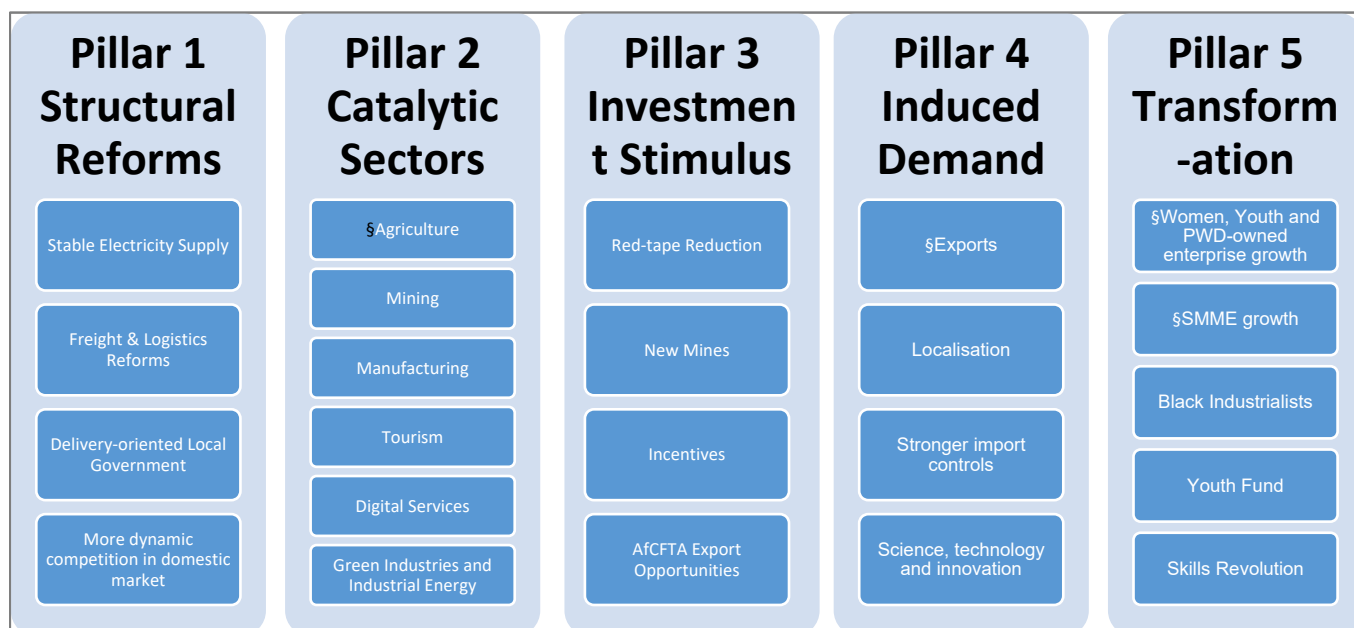 Pillar 1
Structural
Reforms
Stable Electricity Supply
Freight & Logistics
Reforms
Delivery-oriented Local
Government
More dynamic
competition in domestic
market
Pillar 2
Catalytic
Sectors
§Agriculture
Mining
Manufacturing
Tourism
Digital Services
Green Industries and
Industrial Energy
Pillar 3
Investmen
t Stimulus
Red-tape Reduction
New Mines
Incentives
AfCFTA Export
Opportunities
Pillar 4
Induced
Demand
§Exports
Localisation
Stronger import
controls
Science, technology
and innovation
Pillar 5
Transform
-ation
§Women, Youth and
PWD-owned
enterprise growth
§SMME growth
Black Industrialists
Youth Fund
Skills Revolution